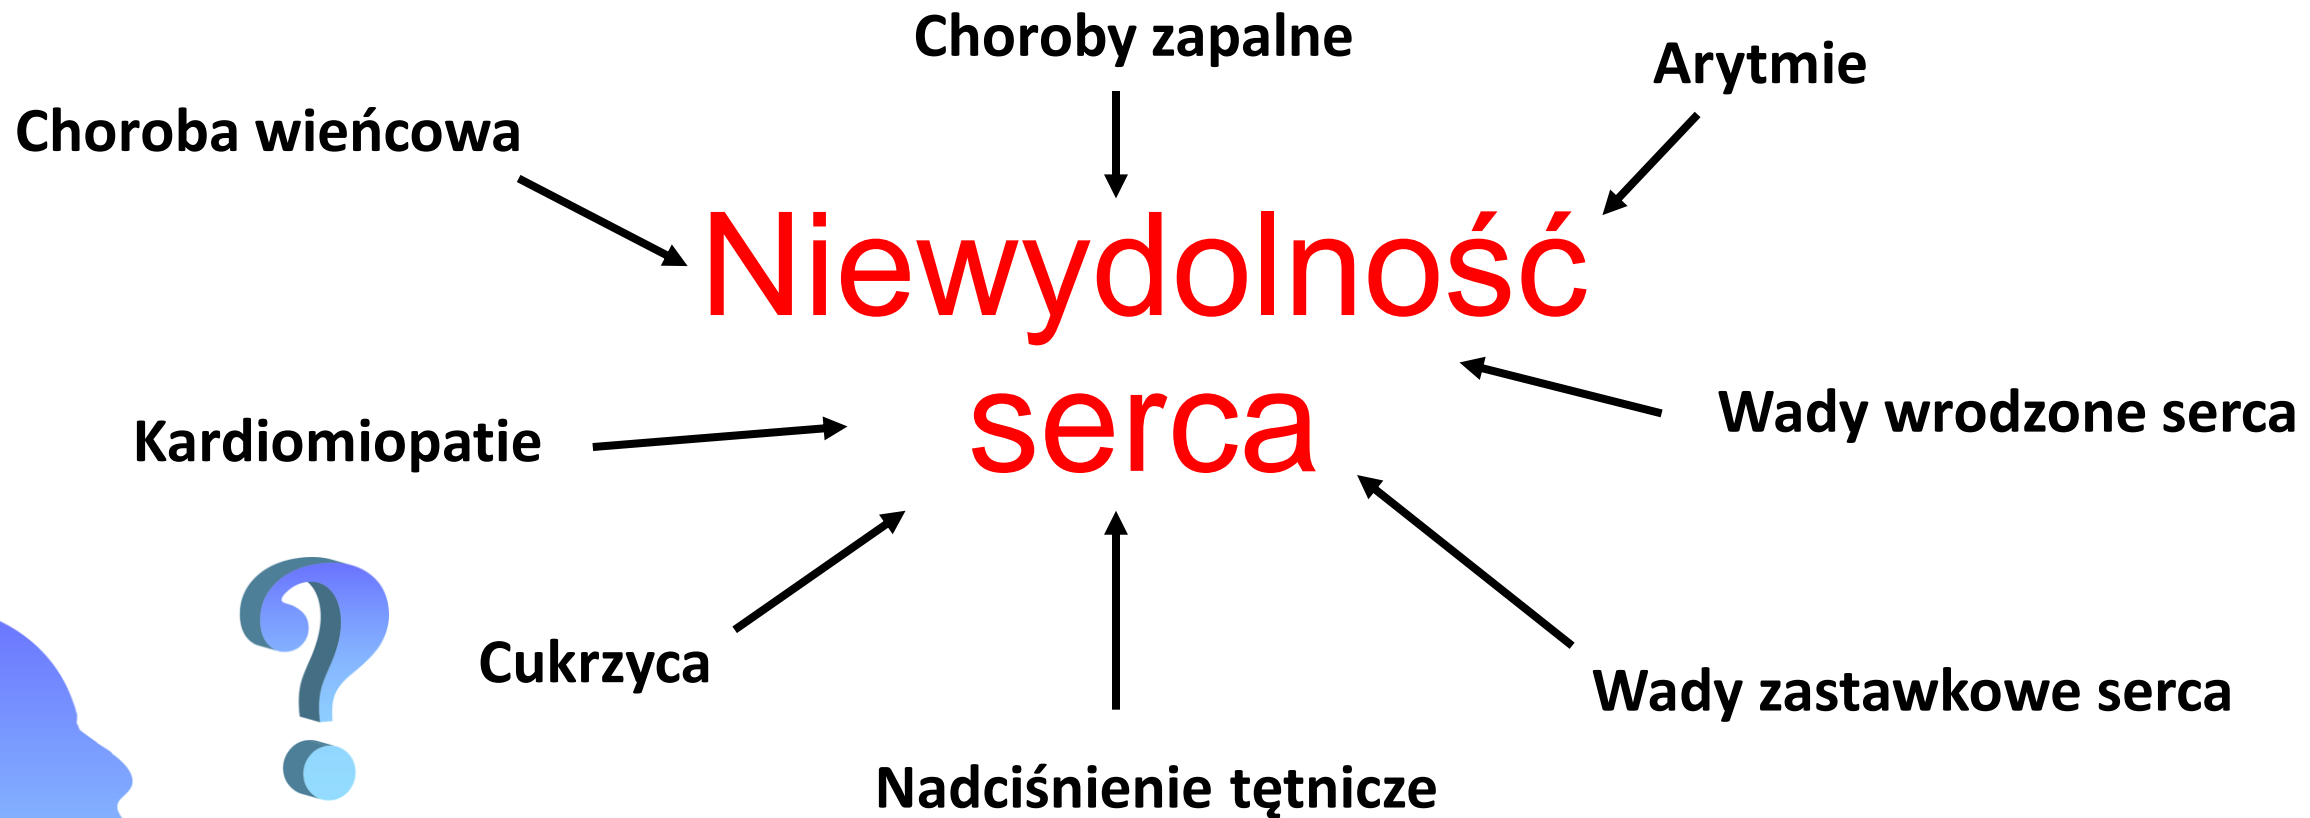 Choroby zapalne
Arytmie
Choroba wieńcowa
Niewydolność
serca
Wady wrodzone serca
Kardiomiopatie
Cukrzyca
Wady zastawkowe serca
Nadciśnienie tętnicze